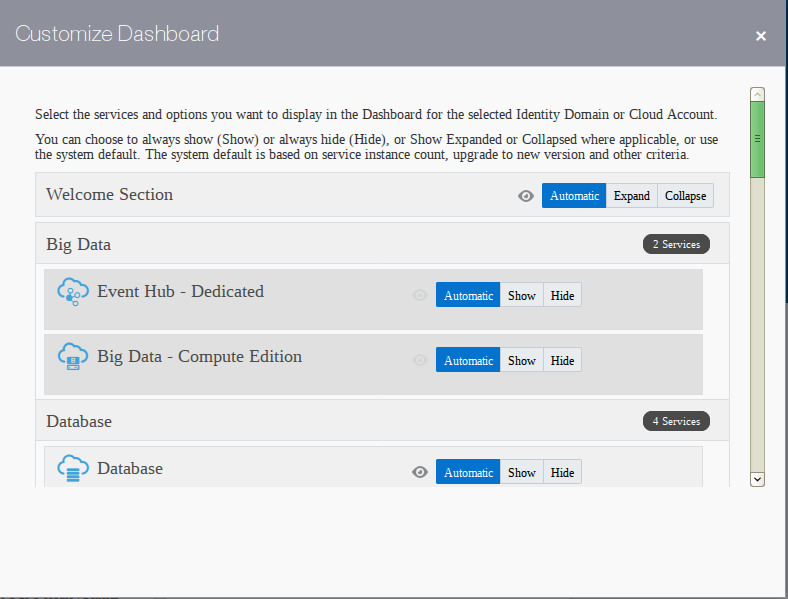 Customize Dashboard
×
Select the services and options you want to display in the Dashboard for the selected Identity Domain or Cloud Account.
You can choose to always show (Show) or always hide (Hide), or Show Expanded or Collapsed where applicable, or use
the system default. The system default is based on service instance count, upgrade to new version and other criteria.
Welcome Section Automatic Expand Collapse
Big Data 2 Services
Event Hub - Dedicated Automatic Show Hide
Big Data - Compute Edition Automatic Show Hide
Database 4 Services
Database Automatic Show Hide